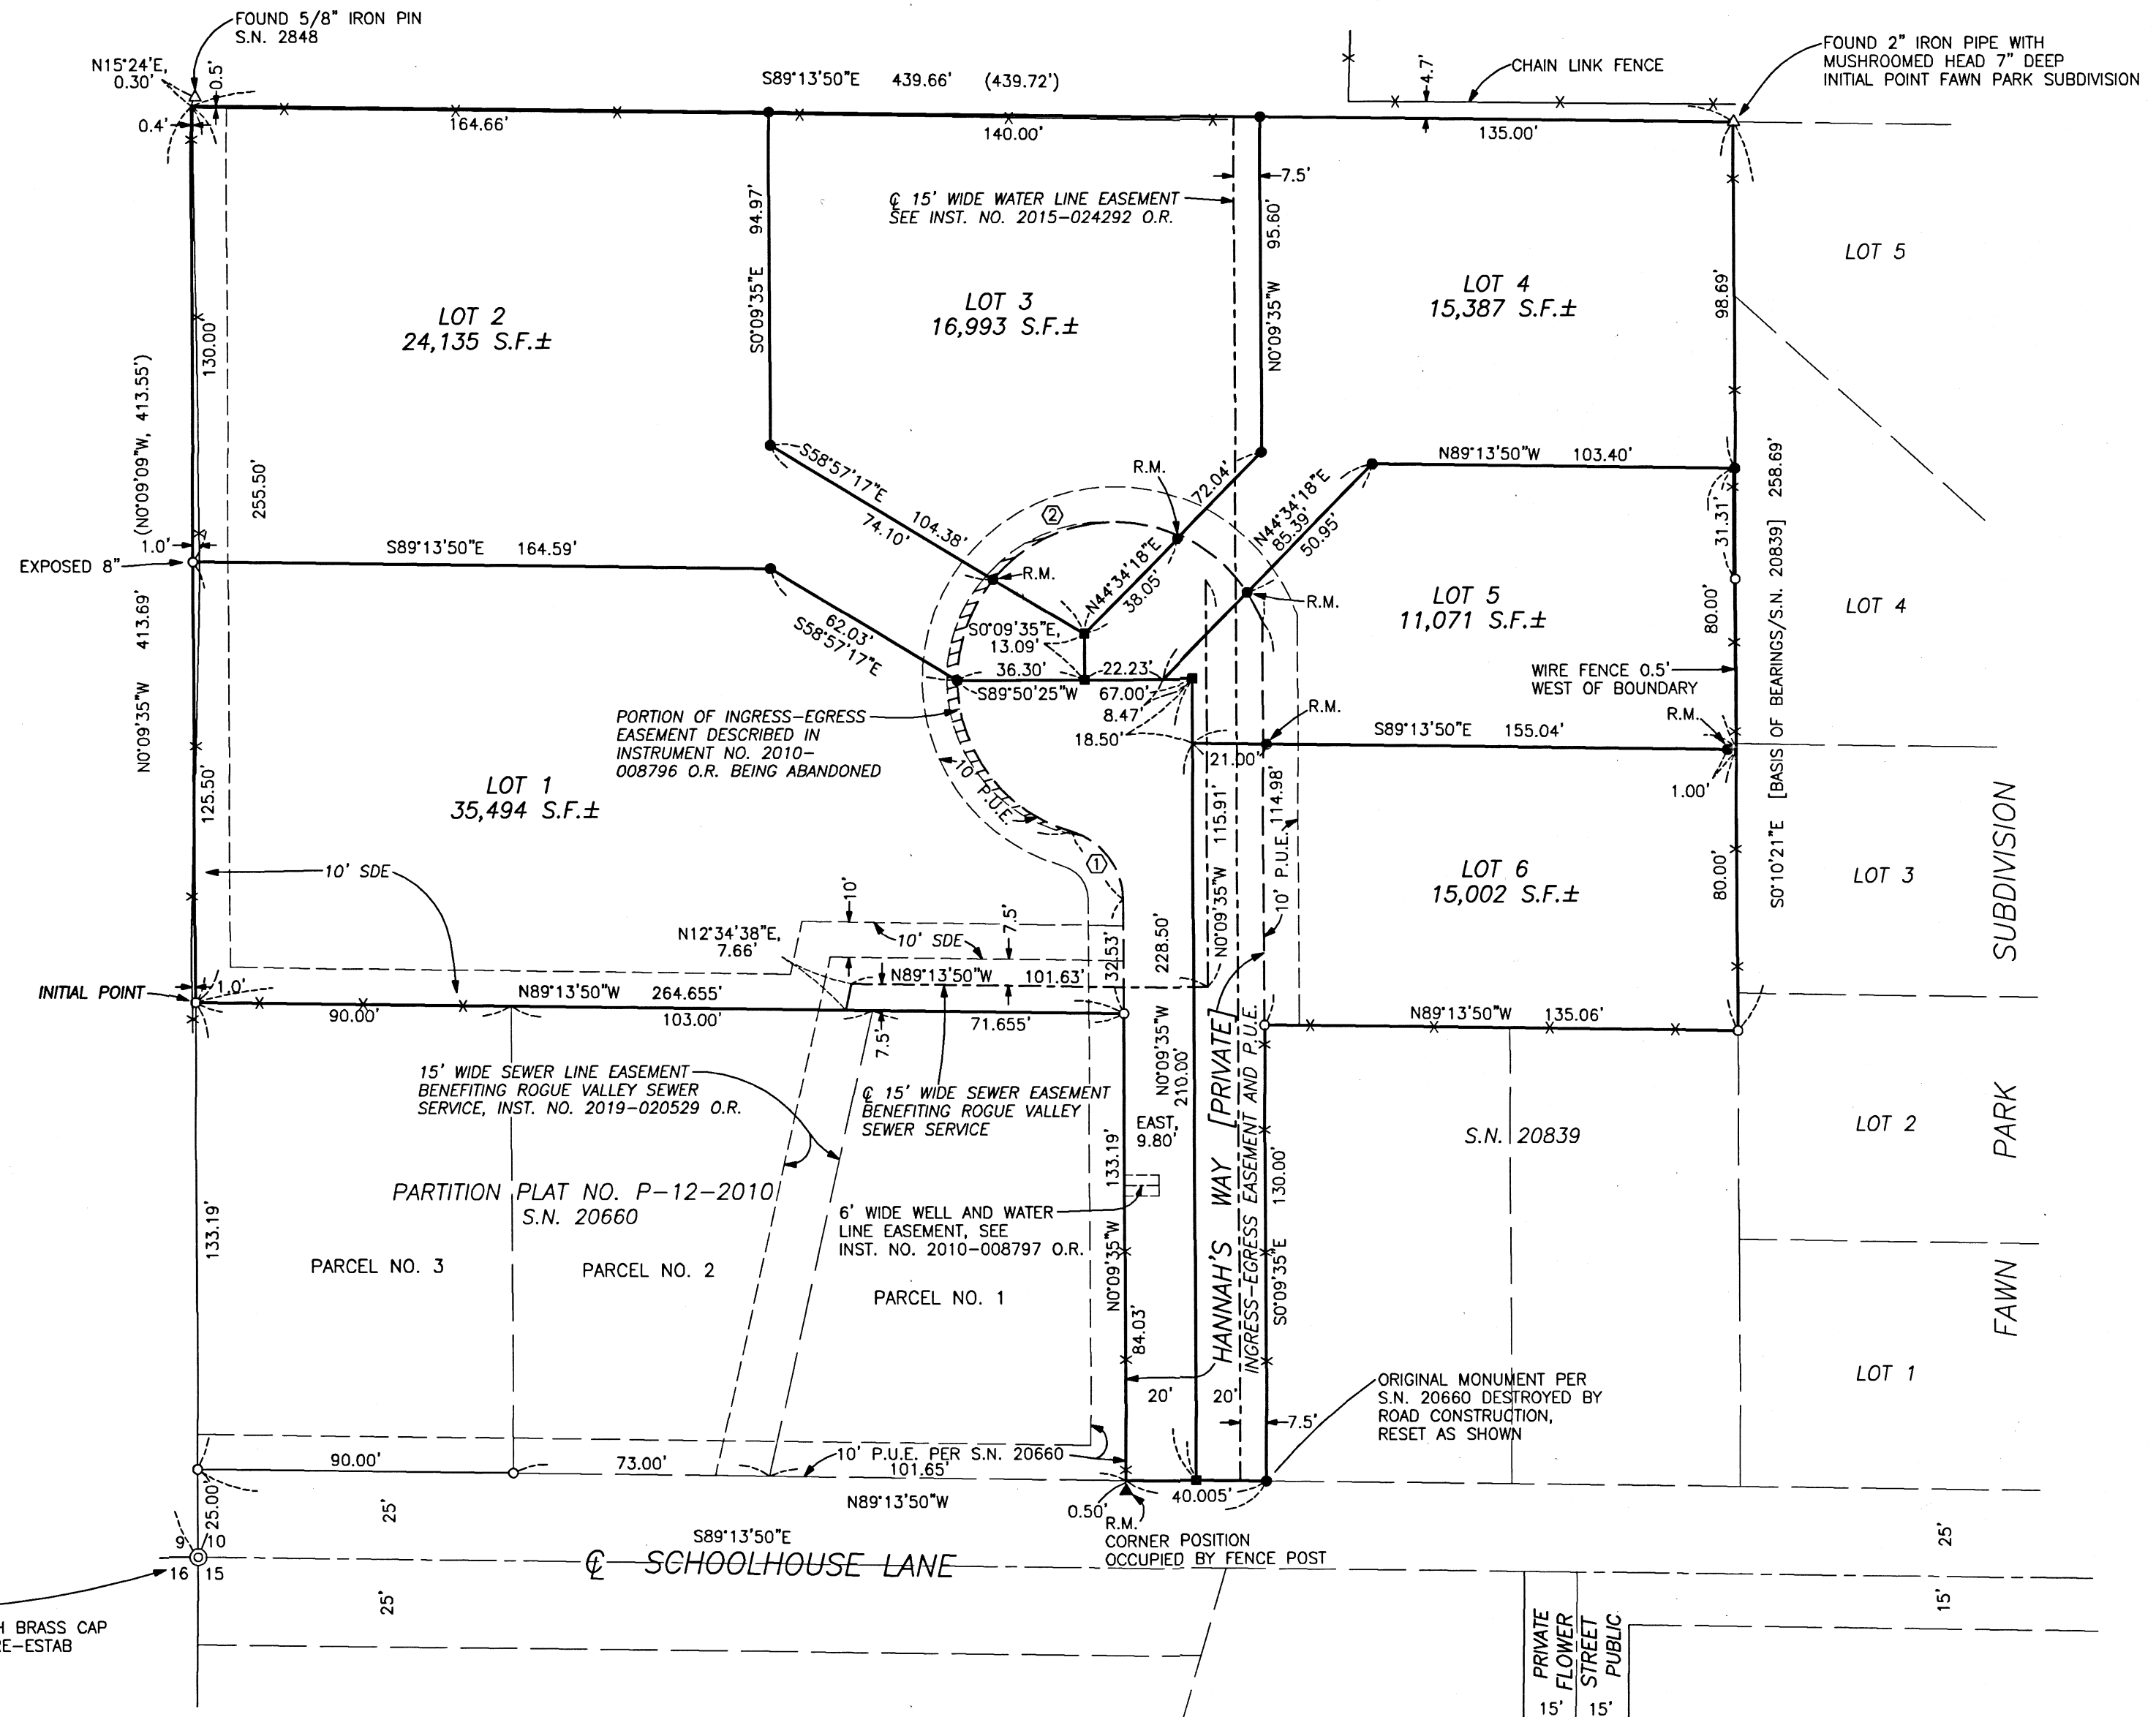 FOUND 5/8" IRON PIN
S.N. 2848
N15°24'E,
0.30'
0.5'
0.4'
S89°13'50"E 439.66' (439.72')
164.66'
140.00'
135.00'
4.7'
CHAIN LINK FENCE
FOUND 2" IRON PIPE WITH
MUSHROOMED HEAD 7" DEEP
INITIAL POINT FAWN PARK SUBDIVISION
7.5'
℄ 15' WIDE WATER LINE EASEMENT
SEE INST. NO. 2015-024292 O.R.
S0°09'35"E 94.97'
N0°09'35"W 95.60'
LOT 2
24,135 S.F.±
LOT 3
16,993 S.F.±
LOT 4
15,387 S.F.±
98.69'
LOT 5
(N0°09'09"W, 413.55')
N0°09'35"W 413.69'
130.00'
255.50'
1.0'
EXPOSED 8"
S89°13'50"E 164.59'
S58°57'17"E
104.38'
74.10'
R.M.
72.04'
2
R.M.
N44°34'18"E
38.05'
N44°34'18"E
85.39'
50.95'
R.M.
N89°13'50"W 103.40'
31.31'
80.00'
S0°10'21"E [BASIS OF BEARINGS/S.N. 20839] 258.69'
62.03'
S58°57'17"E
S0°09'35"E,
13.09'
36.30'
22.23'
S89°50'25"W
67.00'
8.47'
18.50'
LOT 5
11,071 S.F.±
WIRE FENCE 0.5'
WEST OF BOUNDARY
LOT 4
R.M.
R.M.
S89°13'50"E 155.04'
21.00'
1.00'
PORTION OF INGRESS-EGRESS
EASEMENT DESCRIBED IN
INSTRUMENT NO. 2010-
008796 O.R. BEING ABANDONED
10' P.U.E.
1
LOT 1
35,494 S.F.±
125.50'
10' SDE
N0°09'35"W 115.91'
114.98'
10' P.U.E.
LOT 6
15,002 S.F.±
80.00'
LOT 3
SUBDIVISION
10'
10' SDE
7.5'
N12°34'38"E,
7.66'
N89°13'50"W 101.63'
32.53'
228.50'
INITIAL POINT
1.0'
N89°13'50"W 264.655'
90.00'
103.00'
71.655'
7.5'
N89°13'50"W 135.06'
15' WIDE SEWER LINE EASEMENT
BENEFITING ROGUE VALLEY SEWER
SERVICE, INST. NO. 2019-020529 O.R.
℄ 15' WIDE SEWER EASEMENT
BENEFITING ROGUE VALLEY
SEWER SERVICE
N0°09'35"W
210.00'
EAST,
9.80'
133.19'
N0°09'35"W
84.03'
HANNAH'S WAY [PRIVATE]
INGRESS-EGRESS EASEMENT AND P.U.E.
S0°09'35"E 130.00'
S.N. 20839
LOT 2
PARK
PARTITION PLAT NO. P-12-2010
S.N. 20660
6' WIDE WELL AND WATER
LINE EASEMENT, SEE
INST. NO. 2010-008797 O.R.
133.19'
PARCEL NO. 3
PARCEL NO. 2
PARCEL NO. 1
FAWN
LOT 1
20'
20'
7.5'
ORIGINAL MONUMENT PER
S.N. 20660 DESTROYED BY
ROAD CONSTRUCTION,
RESET AS SHOWN
90.00'
73.00'
10' P.U.E. PER S.N. 20660
101.65'
N89°13'50"W
40.005'
0.50'
R.M.
CORNER POSITION
OCCUPIED BY FENCE POST
25.00'
25'
S89°13'50"E
℄ SCHOOLHOUSE LANE
9 10
16 15
25'
25'
15'
H BRASS CAP
RE-ESTAB
PRIVATE
FLOWER
STREET
PUBLIC
15' 15'